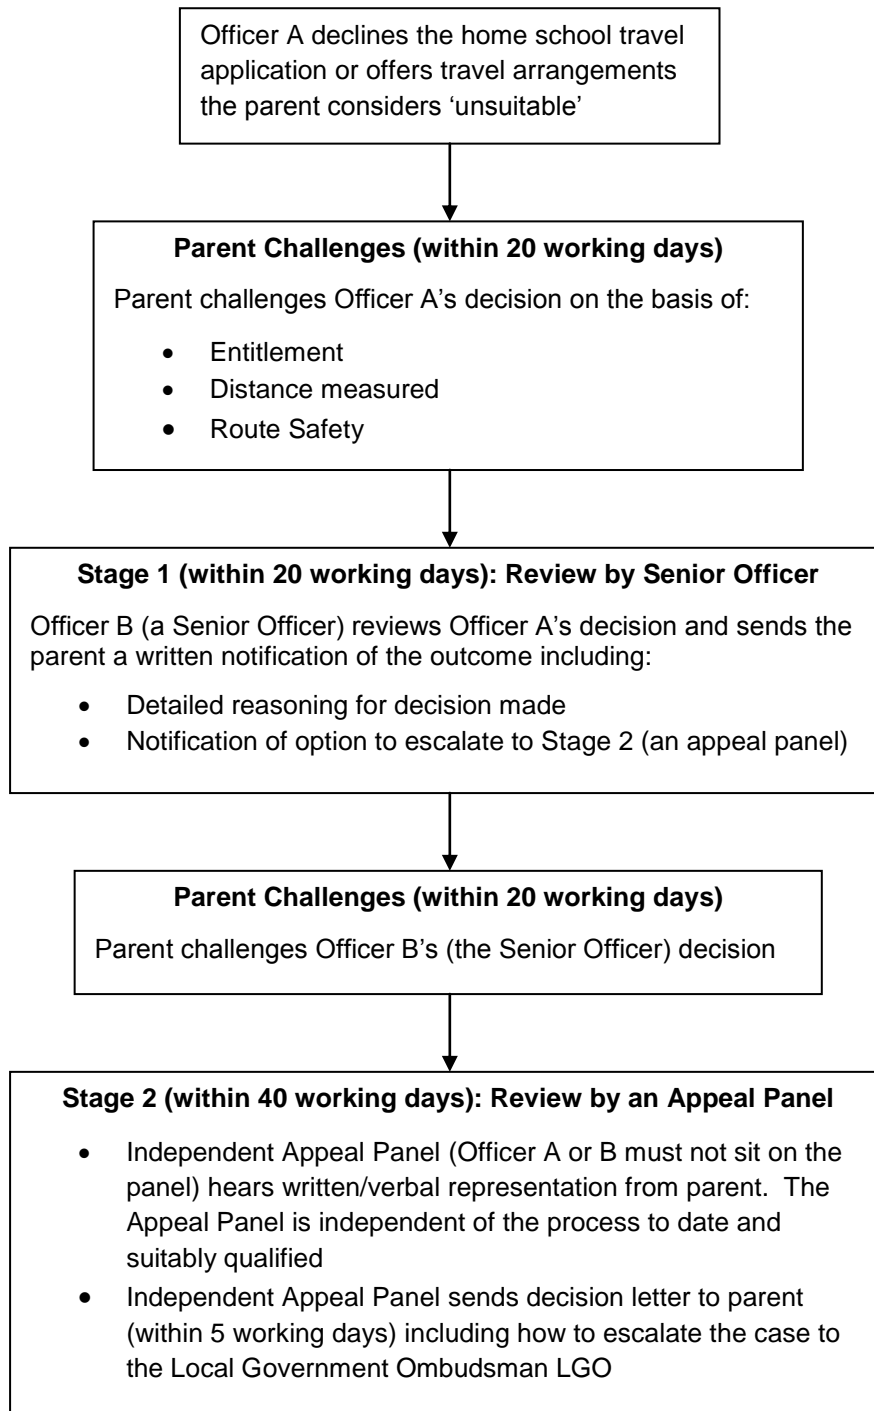 Officer A declines the home school travel
application or offers travel arrangements
the parent considers ‘unsuitable’
Parent Challenges (within 20 working days)
Parent challenges Officer A’s decision on the basis of:
• Entitlement
• Distance measured
• Route Safety
Stage 1 (within 20 working days): Review by Senior Officer
Officer B (a Senior Officer) reviews Officer A’s decision and sends the
parent a written notification of the outcome including:
• Detailed reasoning for decision made
• Notification of option to escalate to Stage 2 (an appeal panel)
Parent Challenges (within 20 working days)
Parent challenges Officer B’s (the Senior Officer) decision
Stage 2 (within 40 working days): Review by an Appeal Panel
• Independent Appeal Panel (Officer A or B must not sit on the
panel) hears written/verbal representation from parent.  The
Appeal Panel is independent of the process to date and
suitably qualified
• Independent Appeal Panel sends decision letter to parent
(within 5 working days) including how to escalate the case to
the Local Government Ombudsman LGO